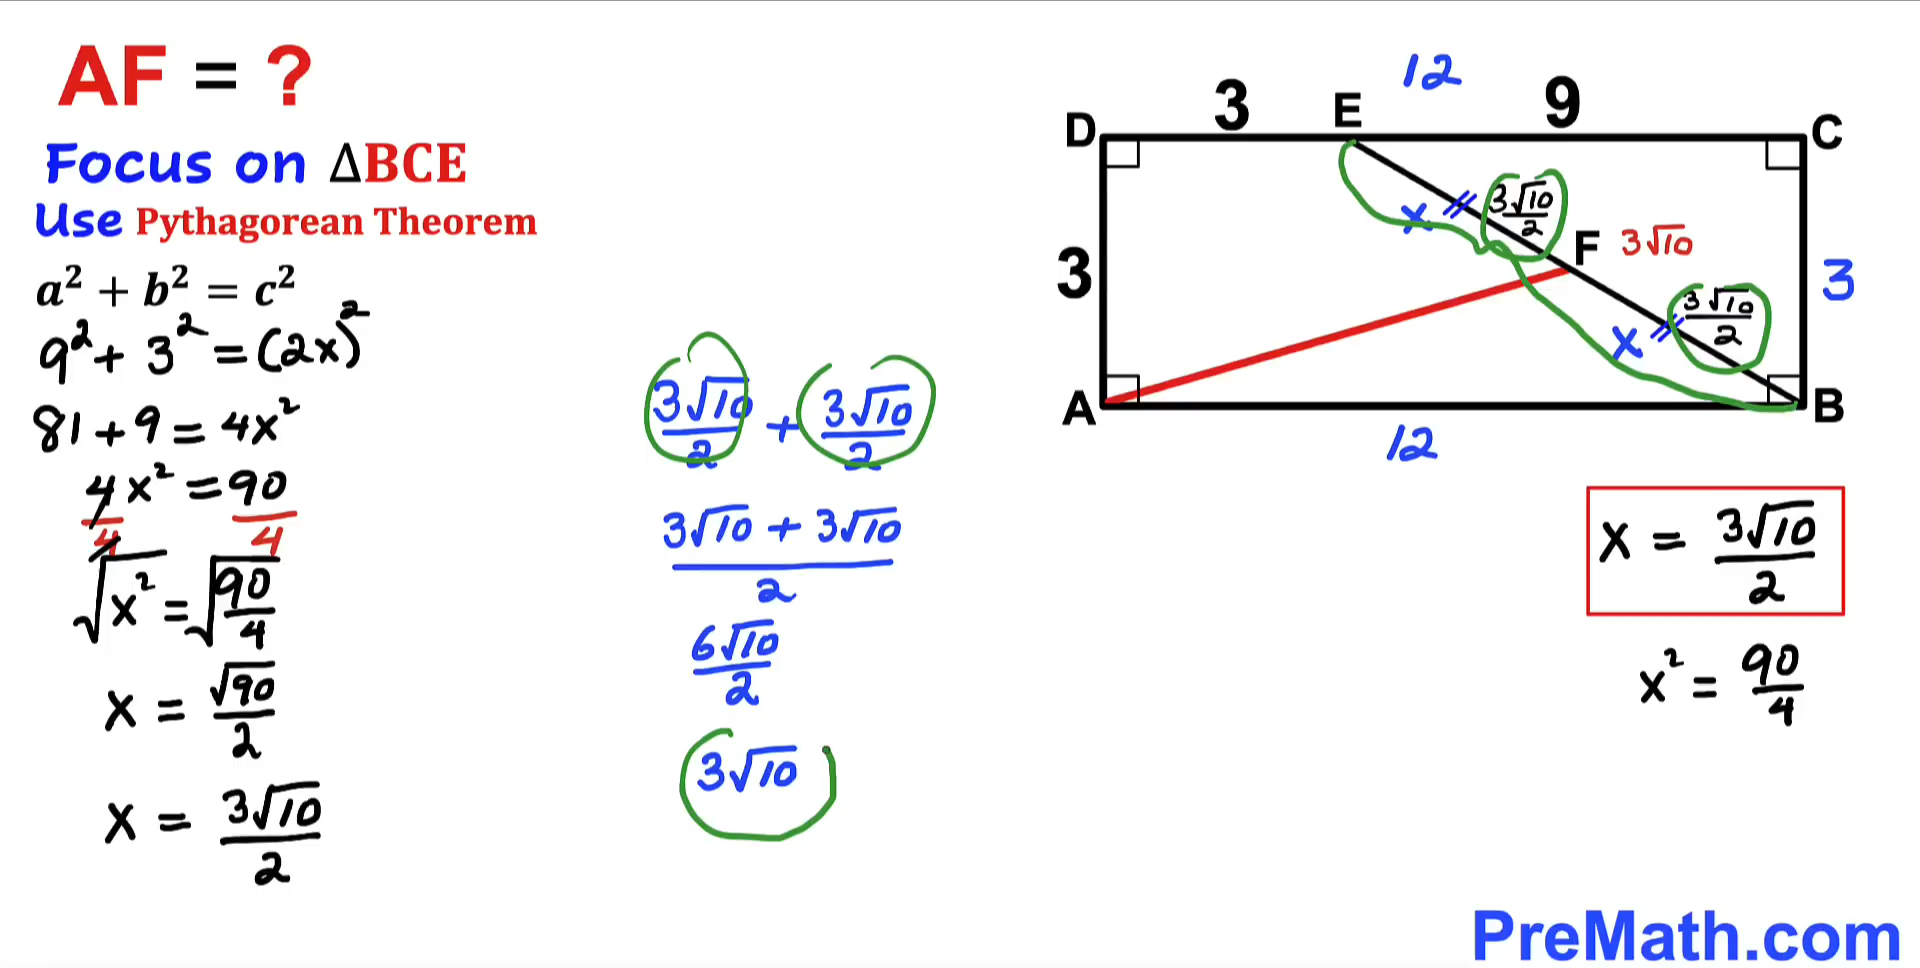 AF = ?
Focus on ΔBCE
Use Pythagorean Theorem
a² + b² = c²
9² + 3² = (2x)²
81 + 9 = 4x²
4x² = 90
4 4
√x² = √90/4
x = √90/2
x = 3√10/2
3√10/2 + 3√10/2
3√10 + 3√10
2
6√10/2
3√10
12
D 3 E 9 C
3√10/2
x
F 3√10
3
3
3√10/2
x
A B
12
x = 3√10/2
x² = 90/4
PreMath.com